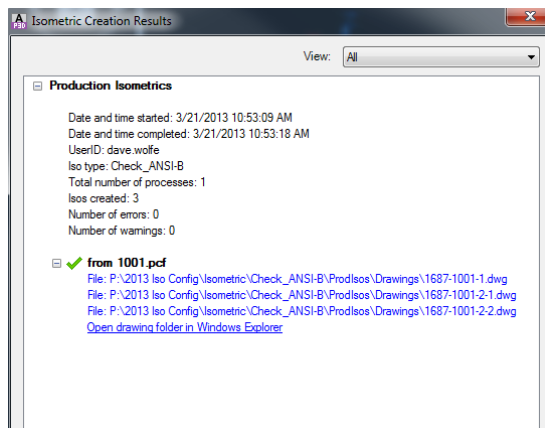 A
P3D
Isometric Creation Results
View: All
Production Isometrics
Date and time started: 3/21/2013 10:53:09 AM
Date and time completed: 3/21/2013 10:53:18 AM
UserID: dave.wolfe
Iso type: Check_ANSI-B
Total number of processes: 1
Isos created: 3
Number of errors: 0
Number of warnings: 0
from 1001.pcf
File: P:\2013 Iso Config\Isometric\Check_ANSI-B\ProdIsos\Drawings\1687-1001-1.dwg
File: P:\2013 Iso Config\Isometric\Check_ANSI-B\ProdIsos\Drawings\1687-1001-2-1.dwg
File: P:\2013 Iso Config\Isometric\Check_ANSI-B\ProdIsos\Drawings\1687-1001-2-2.dwg
Open drawing folder in Windows Explorer